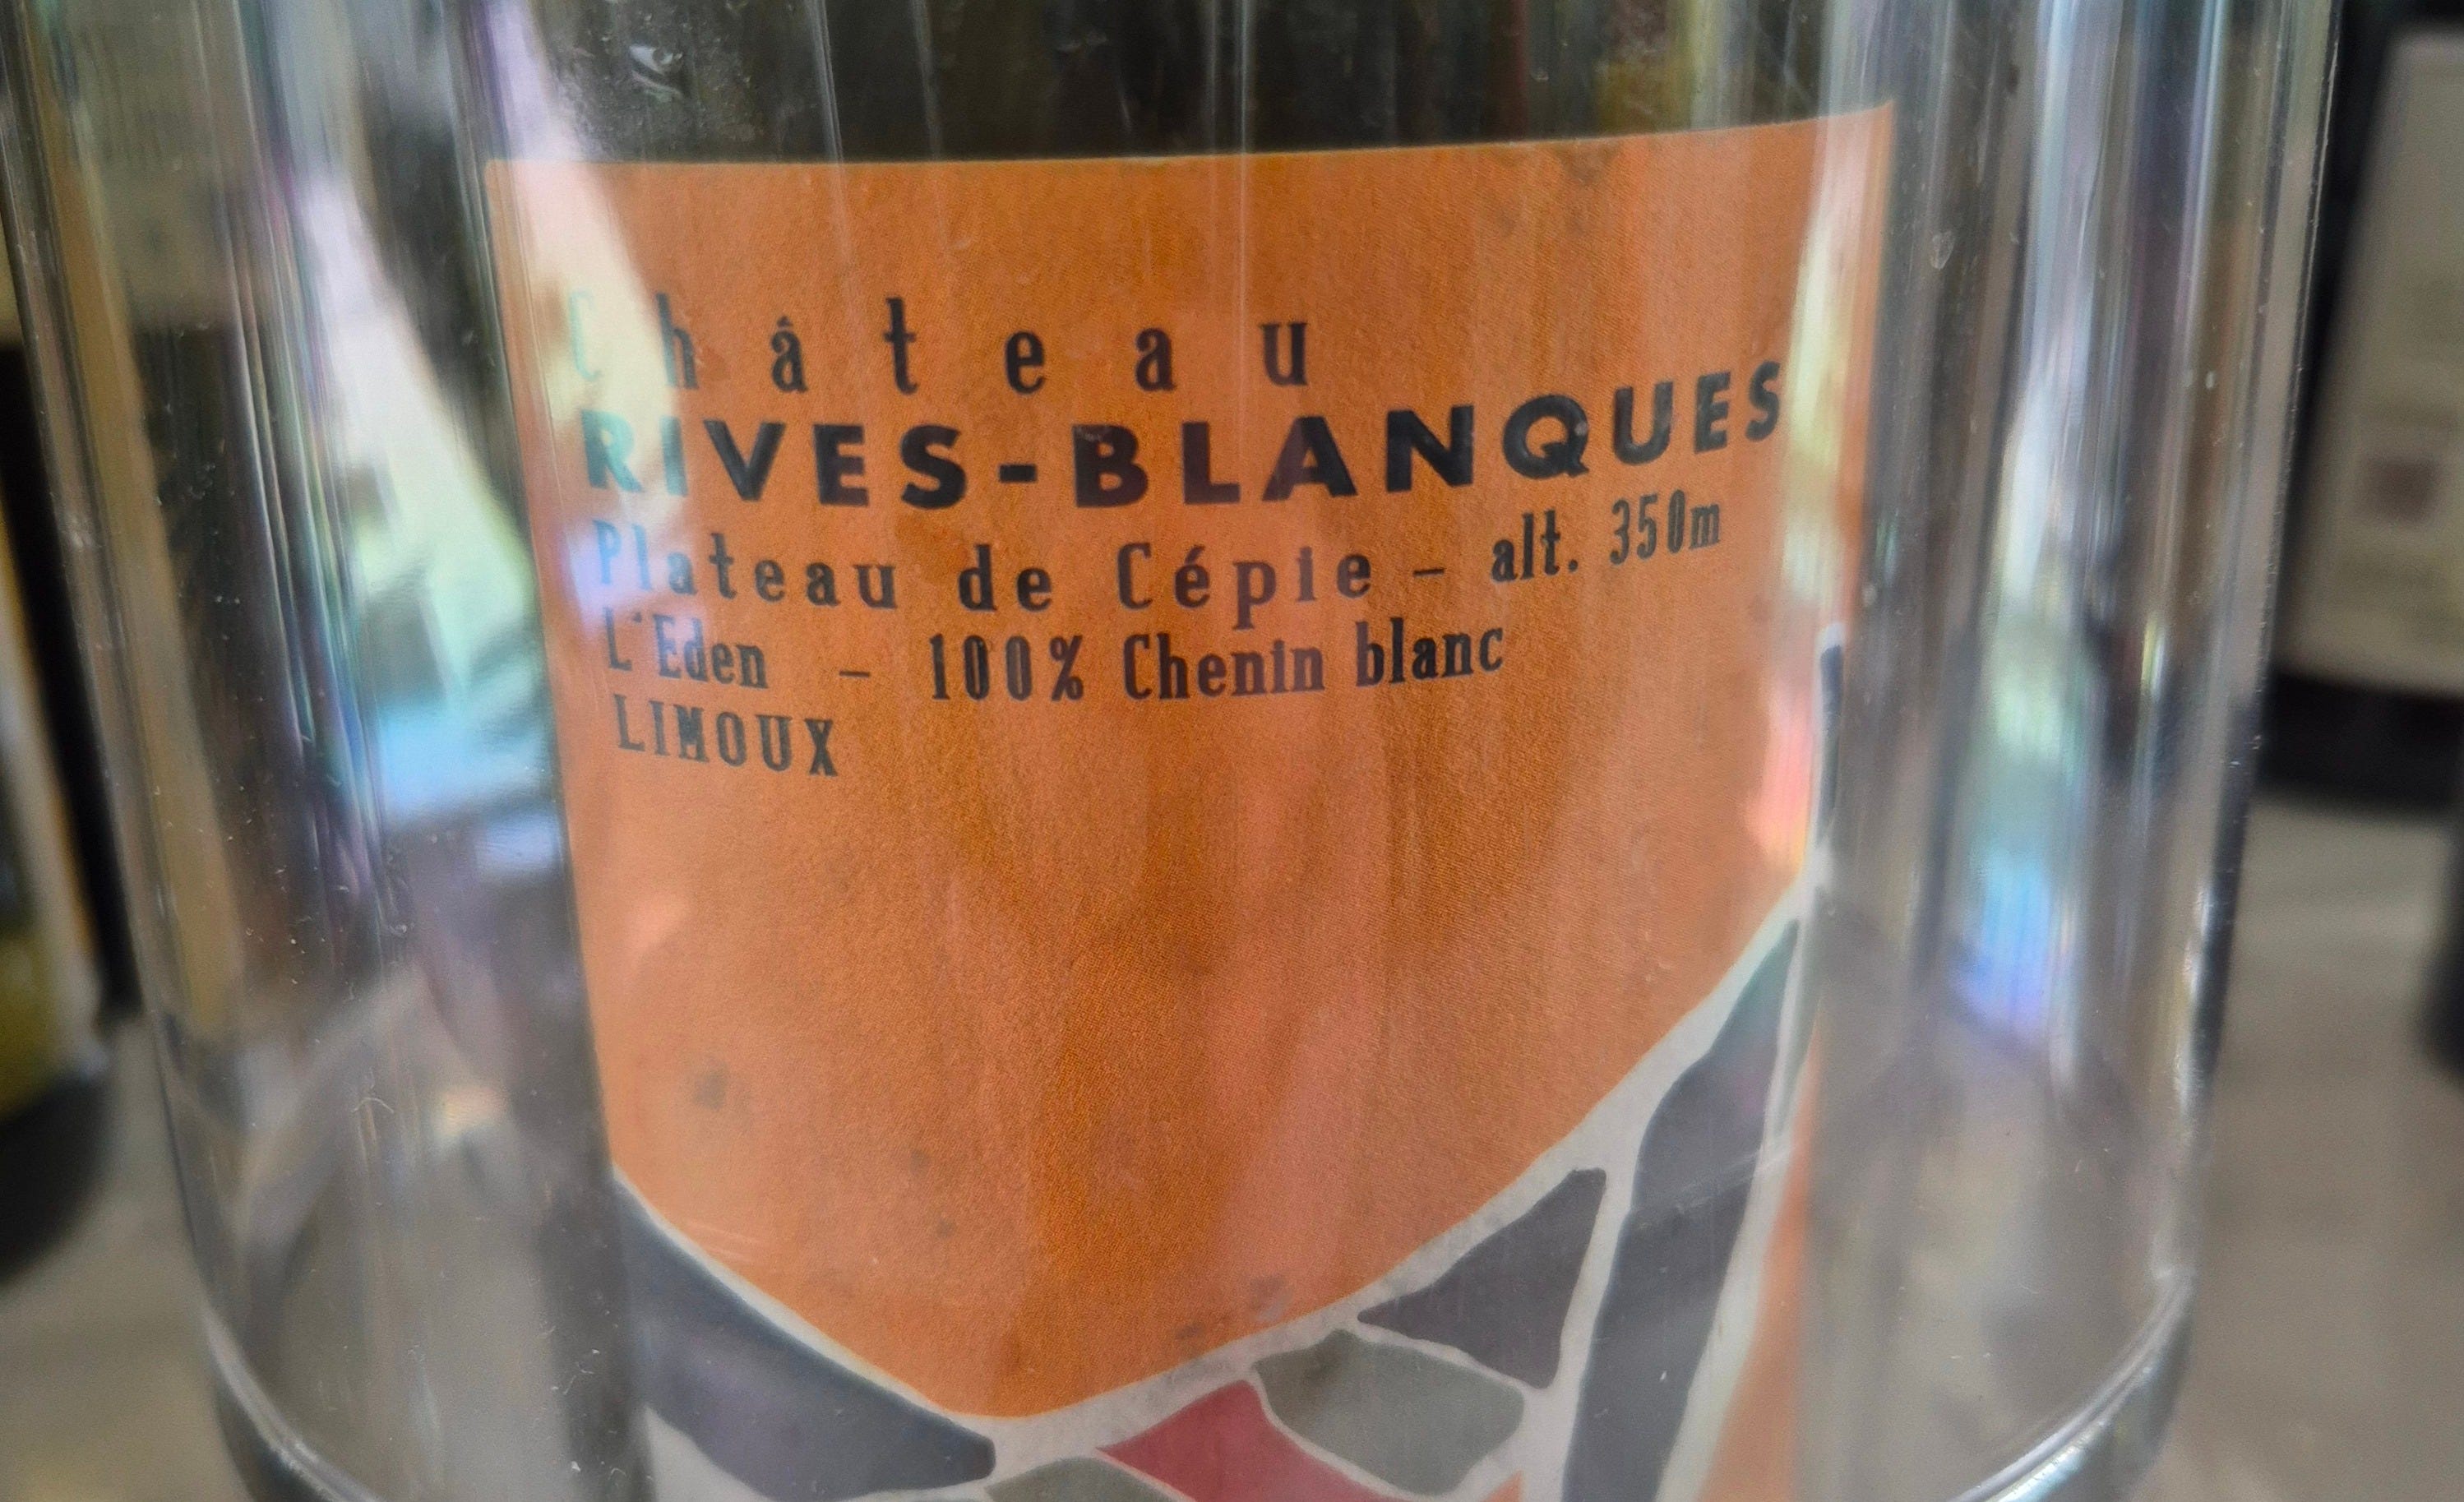 Château
RIVES-BLANQUES
Plateau de Cépie - alt. 350m
L'Eden - 100% Chenin blanc
LIMOUX